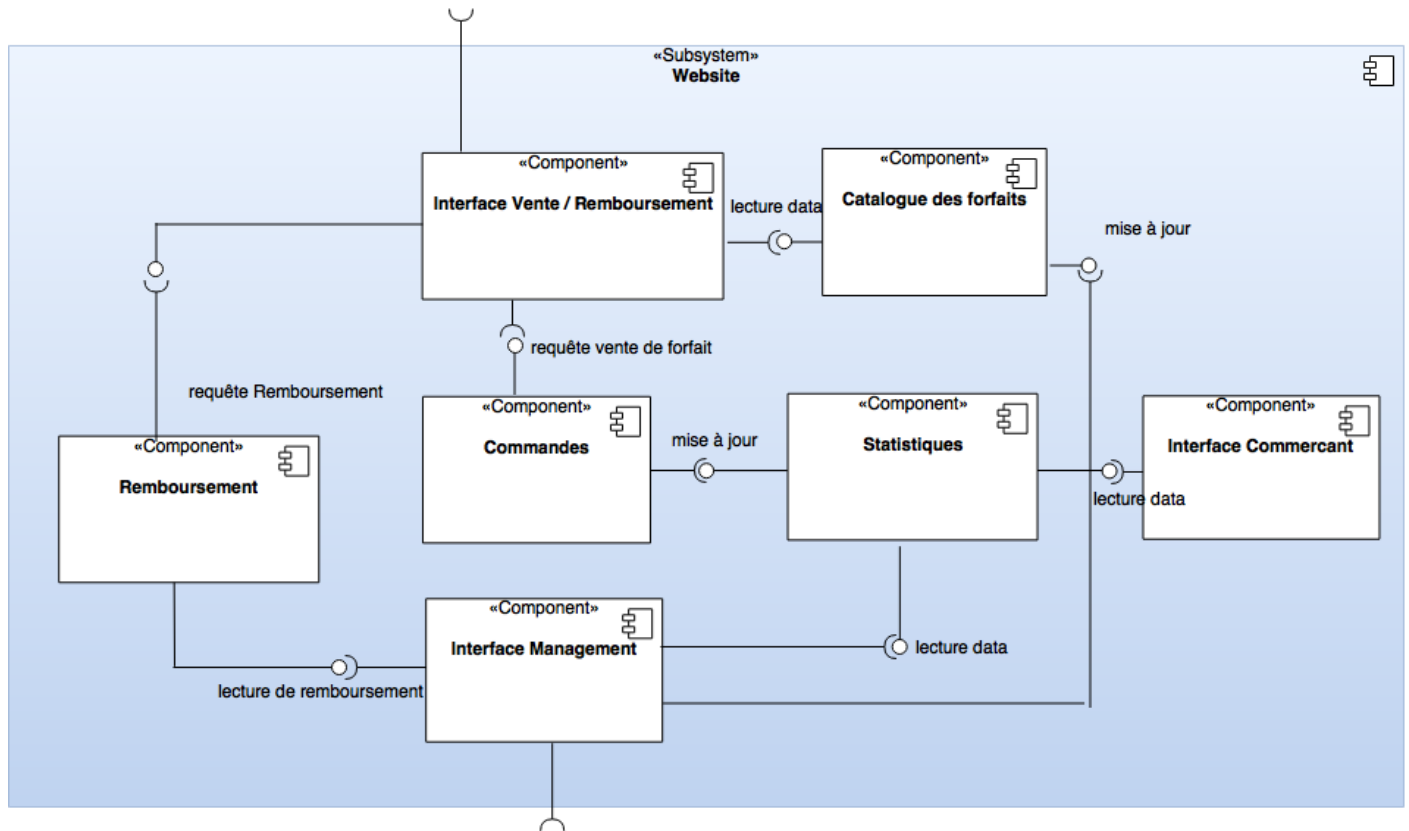 «Subsystem»
Website
«Component»
Interface Vente / Remboursement
lecture data
«Component»
Catalogue des forfaits
mise à jour
requête vente de forfait
requête Remboursement
«Component»
Remboursement
«Component»
Commandes
mise à jour
«Component»
Statistiques
«Component»
Interface Commercant
lecture data
«Component»
Interface Management
lecture data
lecture de remboursement